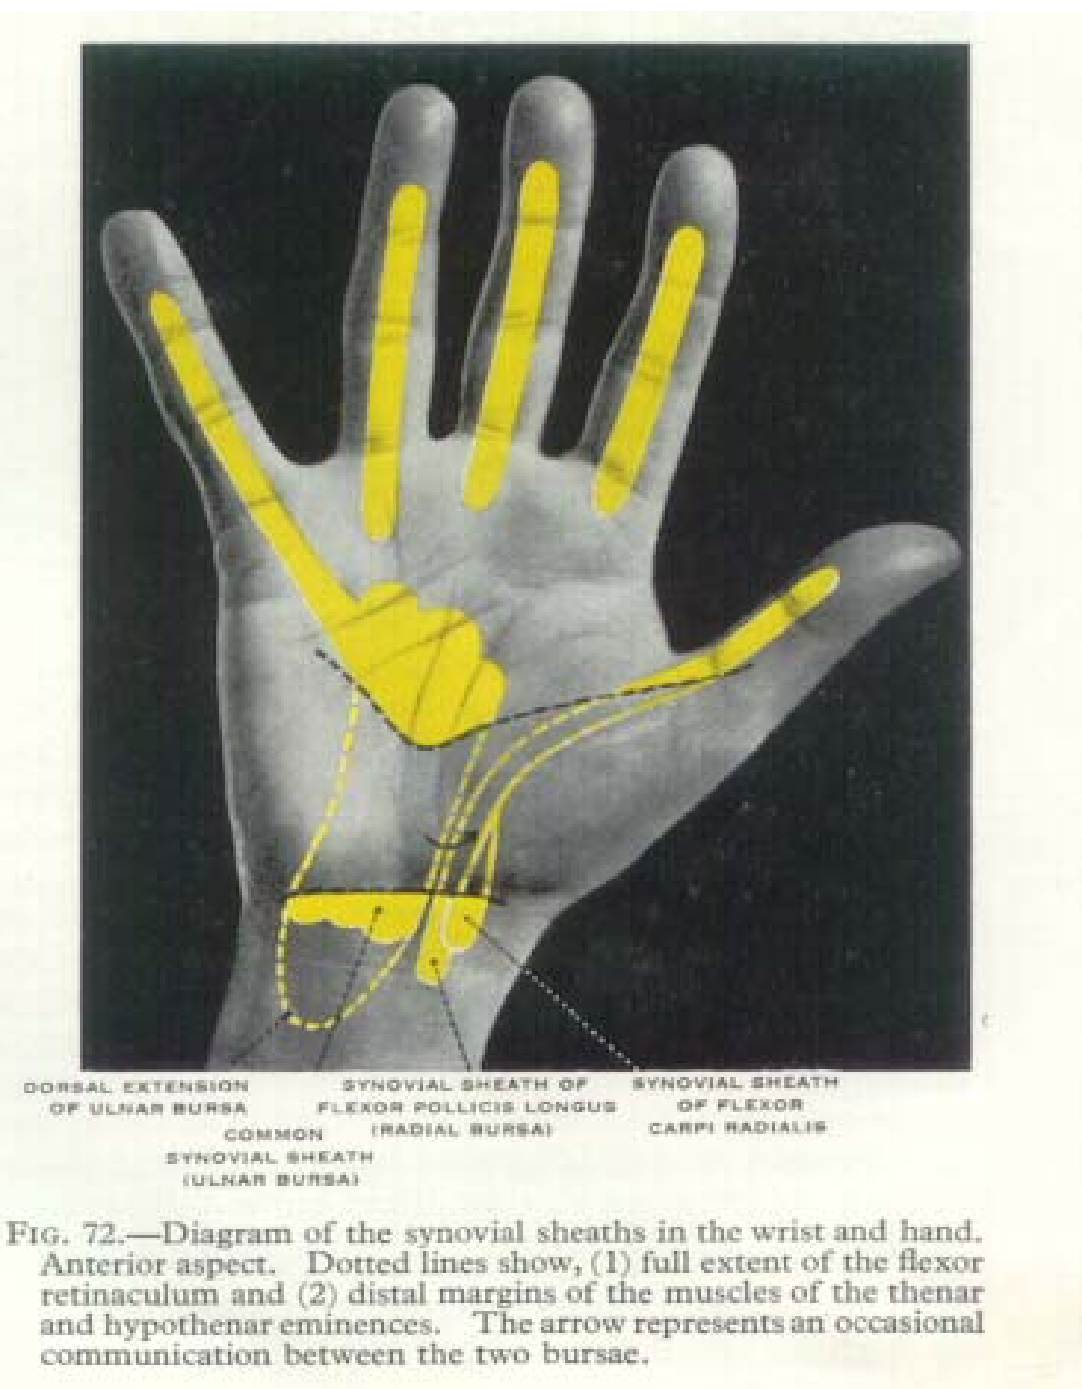 DORSAL EXTENSION
OF ULNAR BURSA
COMMON
SYNOVIAL SHEATH
(ULNAR BURSA)
SYNOVIAL SHEATH OF
FLEXOR POLLICIS LONGUS
(RADIAL BURSA)
SYNOVIAL SHEATH
OF FLEXOR
CARPI RADIALIS
FIG. 72.—Diagram of the synovial sheaths in the wrist and hand.
Anterior aspect. Dotted lines show, (1) full extent of the flexor
retinaculum and (2) distal margins of the muscles of the thenar
and hypothenar eminences. The arrow represents an occasional
communication between the two bursae.